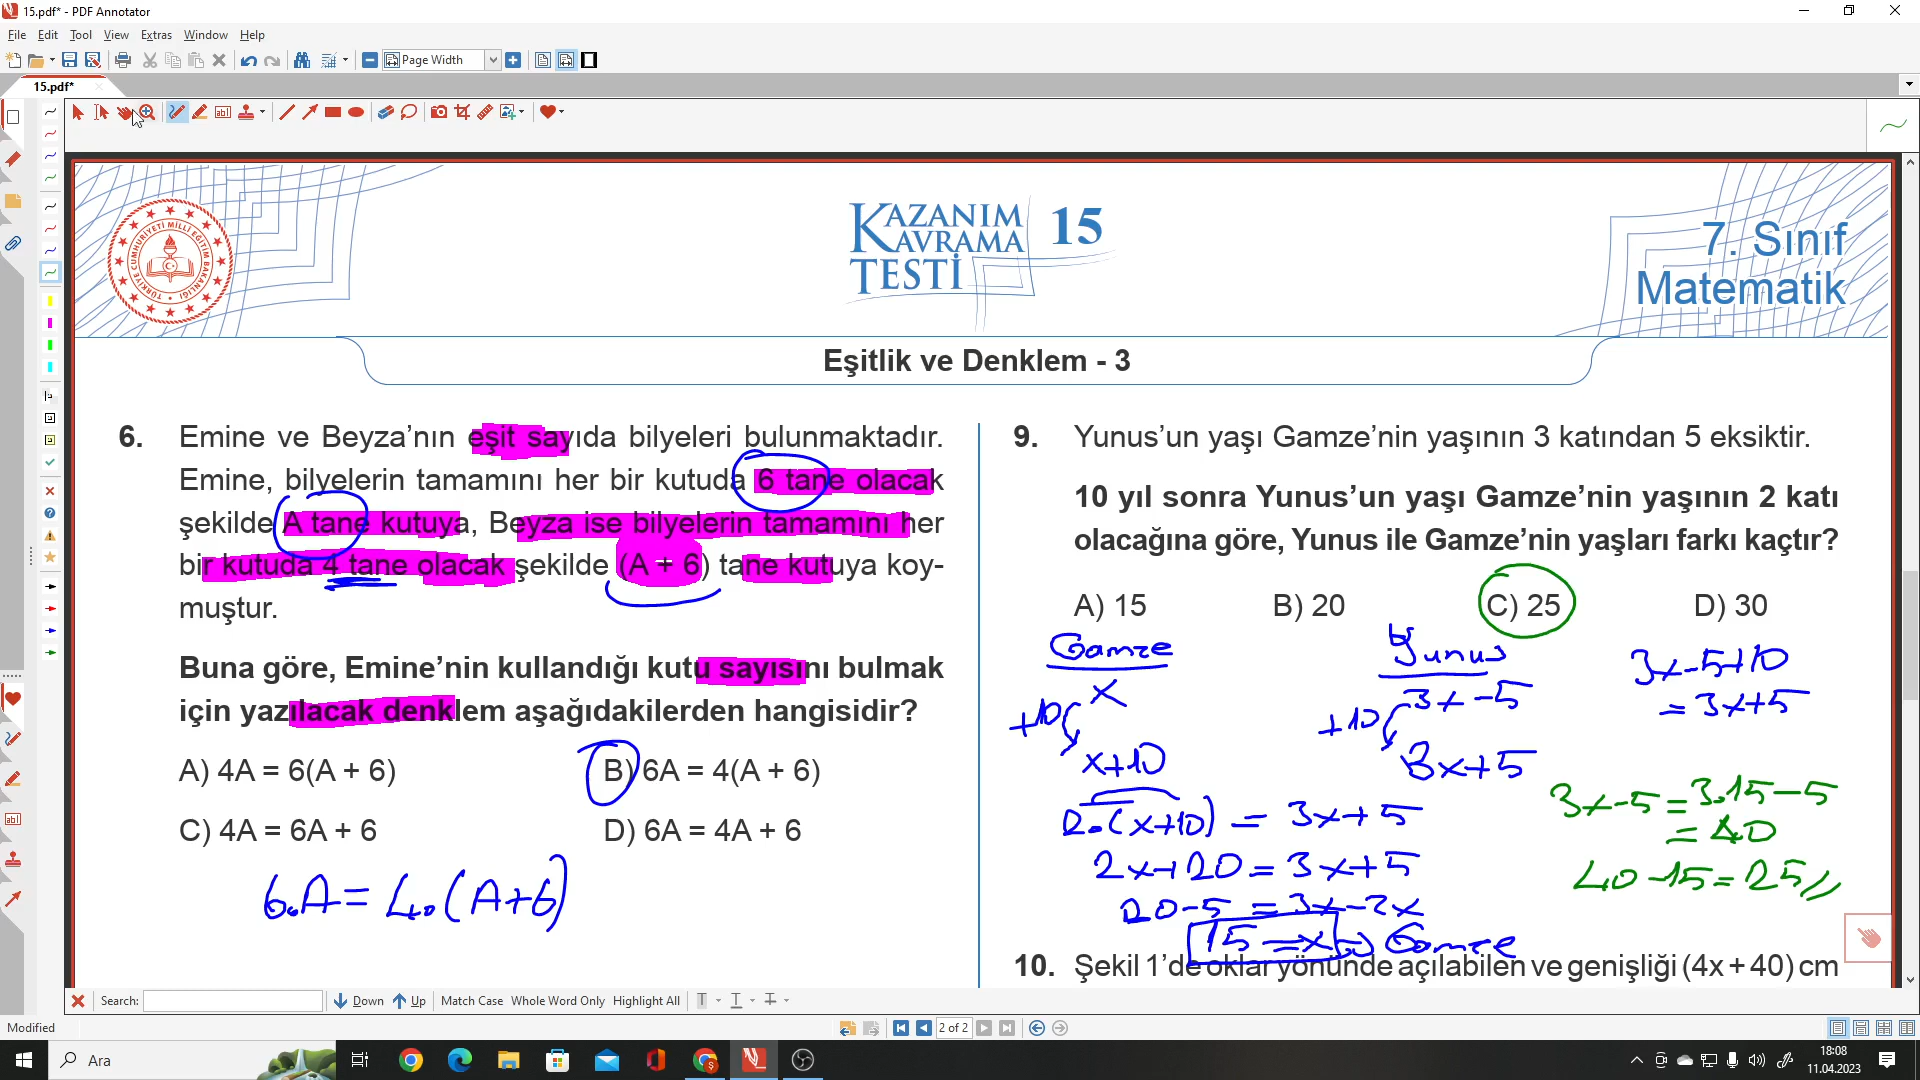 15.pdf* - PDF Annotator
File Edit Tool View Extras Window Help
Page Width
15.pdf*
KAZANIM
KAVRAMA
TESTİ
15
7. Sınıf
Matematik
TÜRKİYE CUMHURİYETİ MİLLÎ EĞİTİM BAKANLIĞI
Eşitlik ve Denklem - 3
6. Emine ve Beyza’nın eşit sayıda bilyeleri bulunmaktadır.
Emine, bilyelerin tamamını her bir kutuda 6 tane olacak
şekilde A tane kutuya, Beyza ise bilyelerin tamamını her
bir kutuda 4 tane olacak şekilde (A + 6) tane kutuya koy-
muştur.
Buna göre, Emine’nin kullandığı kutu sayısını bulmak
için yazılacak denklem aşağıdakilerden hangisidir?
A) 4A = 6(A + 6) B) 6A = 4(A + 6)
C) 4A = 6A + 6 D) 6A = 4A + 6
6.A = 4.(A+6)
9. Yunus’un yaşı Gamze’nin yaşının 3 katından 5 eksiktir.
10 yıl sonra Yunus’un yaşı Gamze’nin yaşının 2 katı
olacağına göre, Yunus ile Gamze’nin yaşları farkı kaçtır?
A) 15 B) 20 C) 25 D) 30
Gamze Yunus 3x-5+10
x 3x-5 = 3x+5
+10 +10
x+10 3x+5
2.(x+10) = 3x+5
2x+20 = 3x+5
20-5 = 3x-2x
15 = x Gamze
3x-5 = 3.15-5
= 40
40-15 = 25//
10. Şekil 1’de oklar yönünde açılabilen ve genişliği (4x + 40) cm
Search: Down Up Match Case Whole Word Only Highlight All
Modified 2 of 2
Ara 18:08
11.04.2023